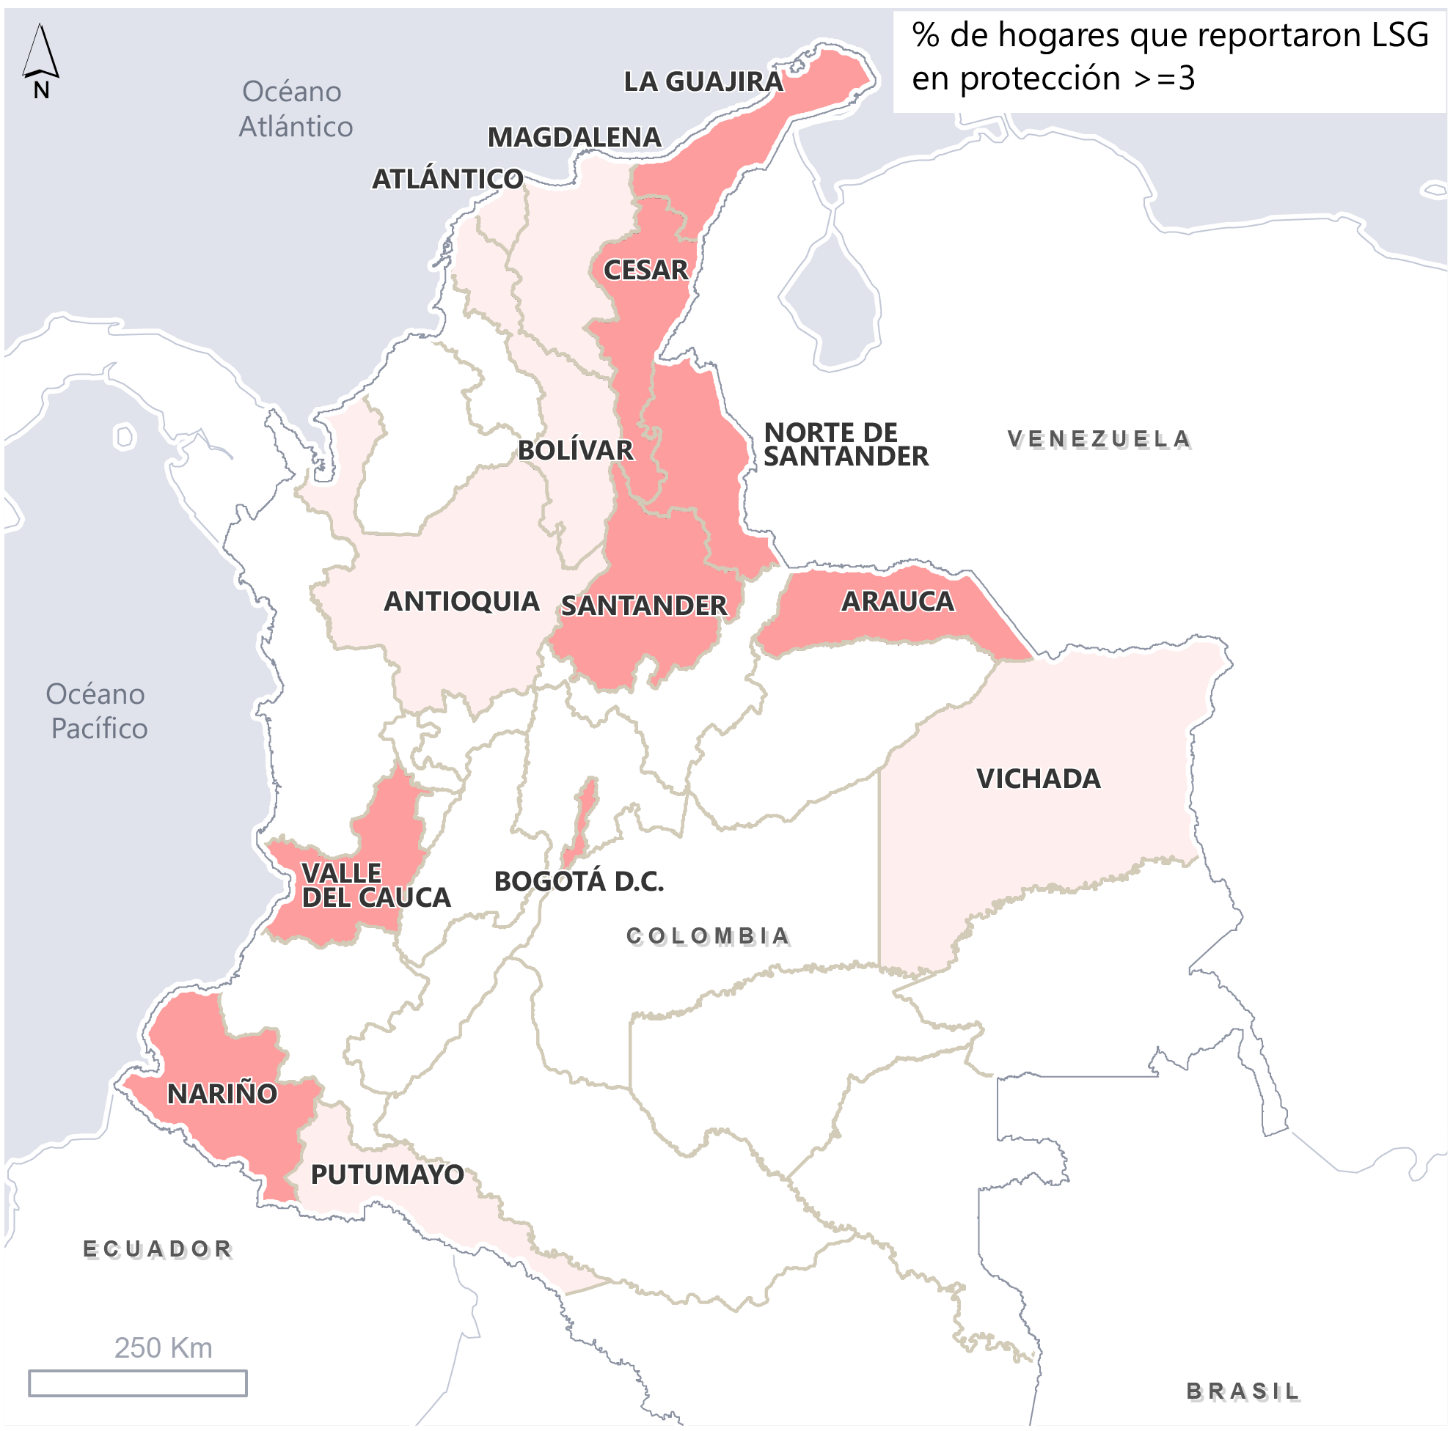 % de hogares que reportaron LSG
en protección >=3
N
Océano
Atlántico
LA GUAJIRA
MAGDALENA
ATLÁNTICO
CESAR
NORTE DE
SANTANDER
VENEZUELA
BOLÍVAR
ANTIOQUIA
SANTANDER
ARAUCA
Océano
Pacífico
VICHADA
VALLE
DEL CAUCA
BOGOTÁ D.C.
COLOMBIA
NARIÑO
PUTUMAYO
ECUADOR
250 Km
BRASIL